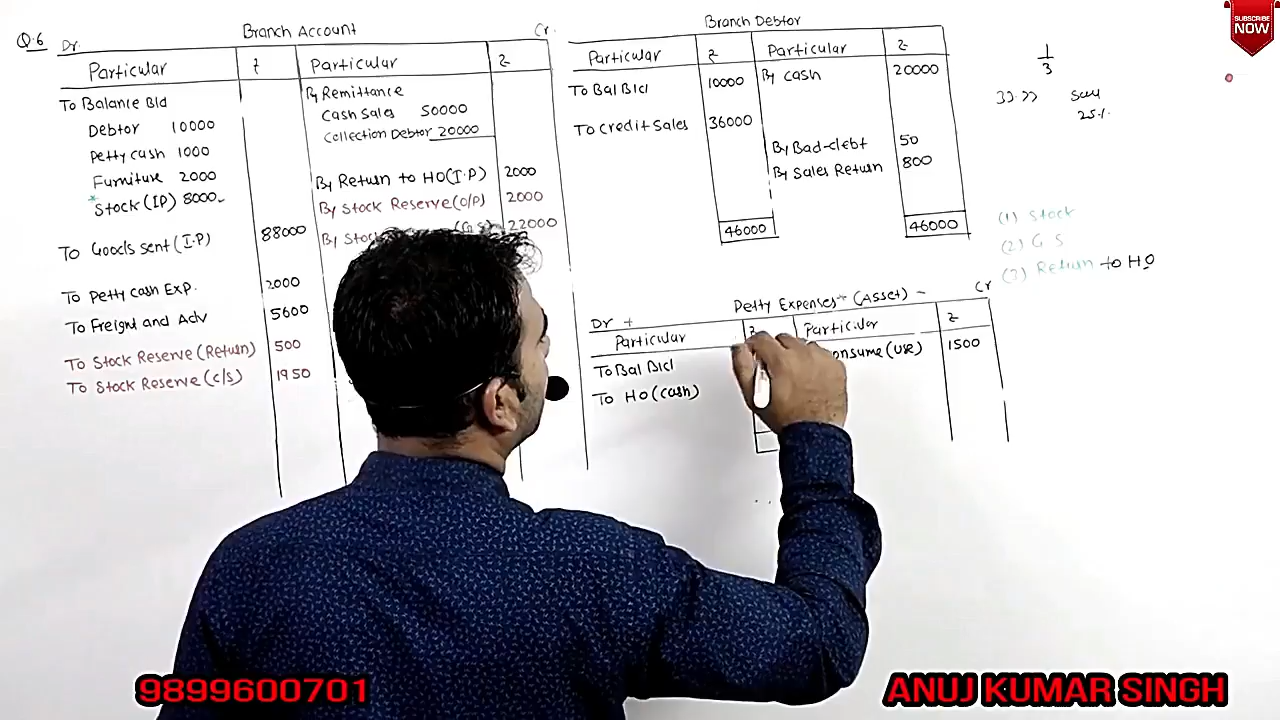 Q.6 Dr. Branch Account Cr.
Particular ₹ Particular ₹
To Balance Bld
Debtor 10000
Petty cash 1000
Furniture 2000
*Stock (IP) 8000
To Goods sent (I.P) 88000
To Petty cash Exp. 2000
To Freight and Adv 5600
To Stock Reserve (Return) 500
To Stock Reserve (c/s) 1950
By Remittance
Cash Sales 50000
Collection Debtor 20000
By Return to HO (I.P) 2000
By Stock Reserve (O/P) 2000
By Stock (G S) 22000
Branch Debtor
Particular ₹ Particular ₹
To Bal Blcl 10000 By cash 20000
To Credit Sales 36000
By Bad-clebt 50
By Sales Return 800
46000 46000
Petty Expenses + (Asset) - Cr
Dr +
Particular ₹ Particular ₹
To Bal Blcl onsume (use) 1500
To HO (cash)
1
3
25%
(1) Stock
(2) G S
(3) Return to HO
SUBSCRIBE
NOW
9899600701
ANUJ KUMAR SINGH